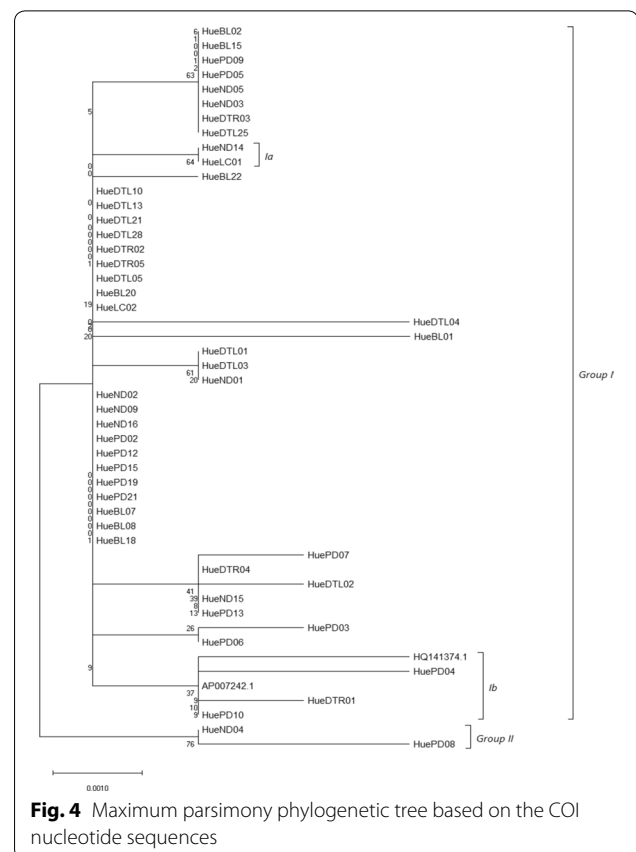 6 HueBL02
1
0 HueBL15
0
1 HuePD09
2
63 HuePD05
HueND05
HueND03
HueDTR03
HueDTL25
5
HueND14
64 HueLC01
Ia
0
0 HueBL22
HueDTL10
0 HueDTL13
0 HueDTL21
0
0 HueDTL28
0
0 HueDTR02
0
1 HueDTR05
HueDTL05
HueBL20
19 HueLC02
HueDTL04
20 HueBL01
HueDTL01
HueDTL03
61
20 HueND01
Group I
HueND02
HueND09
HueND16
HuePD02
HuePD12
HuePD15
0
0 HuePD19
0
0 HuePD21
0
0 HueBL07
0
0 HueBL08
0
1 HueBL18
HuePD07
HueDTR04
41 HueDTL02
39 HueND15
8
13 HuePD13
26 HuePD03
HuePD06
9
HQ141374.1
HuePD04
AP007242.1
Ib
37
9 HueDTR01
10
9 HuePD10
HueND04
Group II
76 HuePD08
0.0010
Fig. 4 Maximum parsimony phylogenetic tree based on the COI
nucleotide sequences